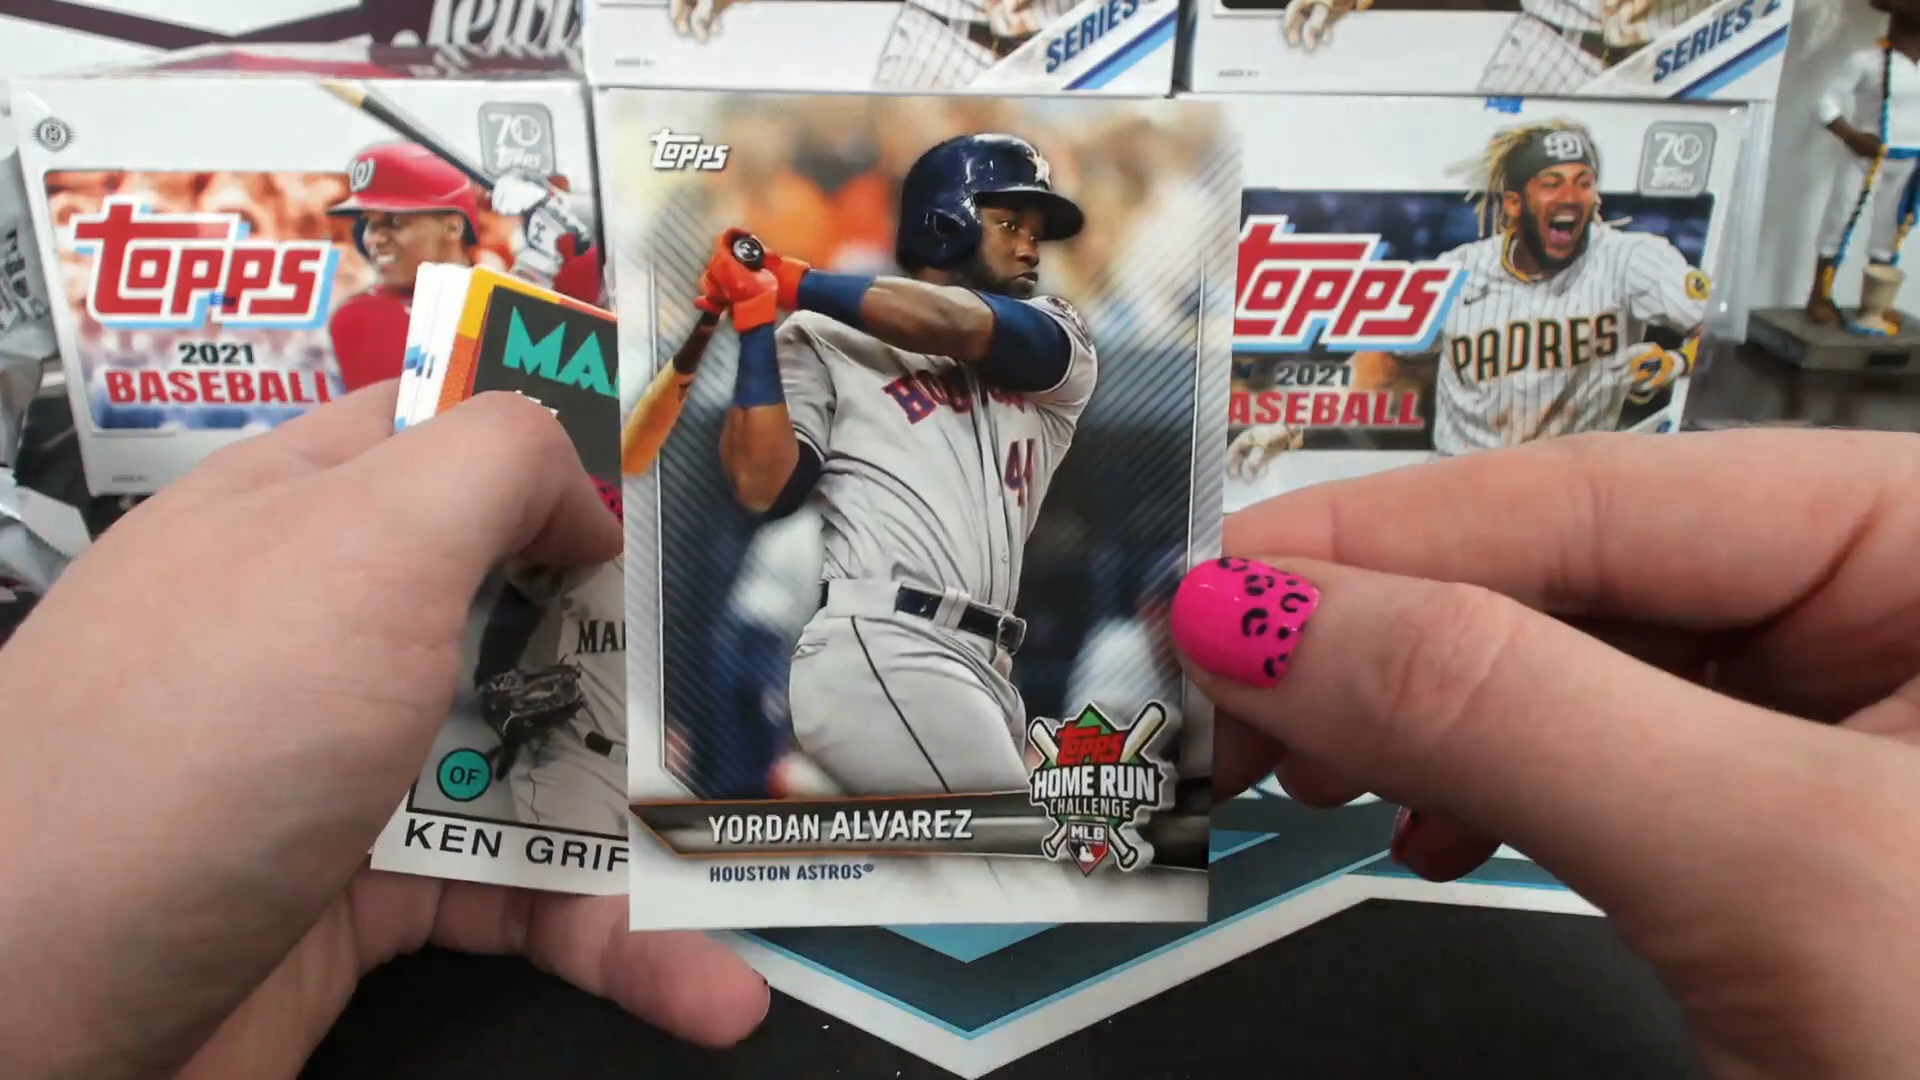 SERIES
SERIES 2
70
Topps
Topps
2021
BASEBALL
W
MA
MA
OF
KEN GRIF
Topps
HOUSTON
44
Topps
HOME RUN
CHALLENGE
MLB
YORDAN ALVAREZ
HOUSTON ASTROS®
SD
70
Topps
Topps
PADRES
2021
ASEBALL